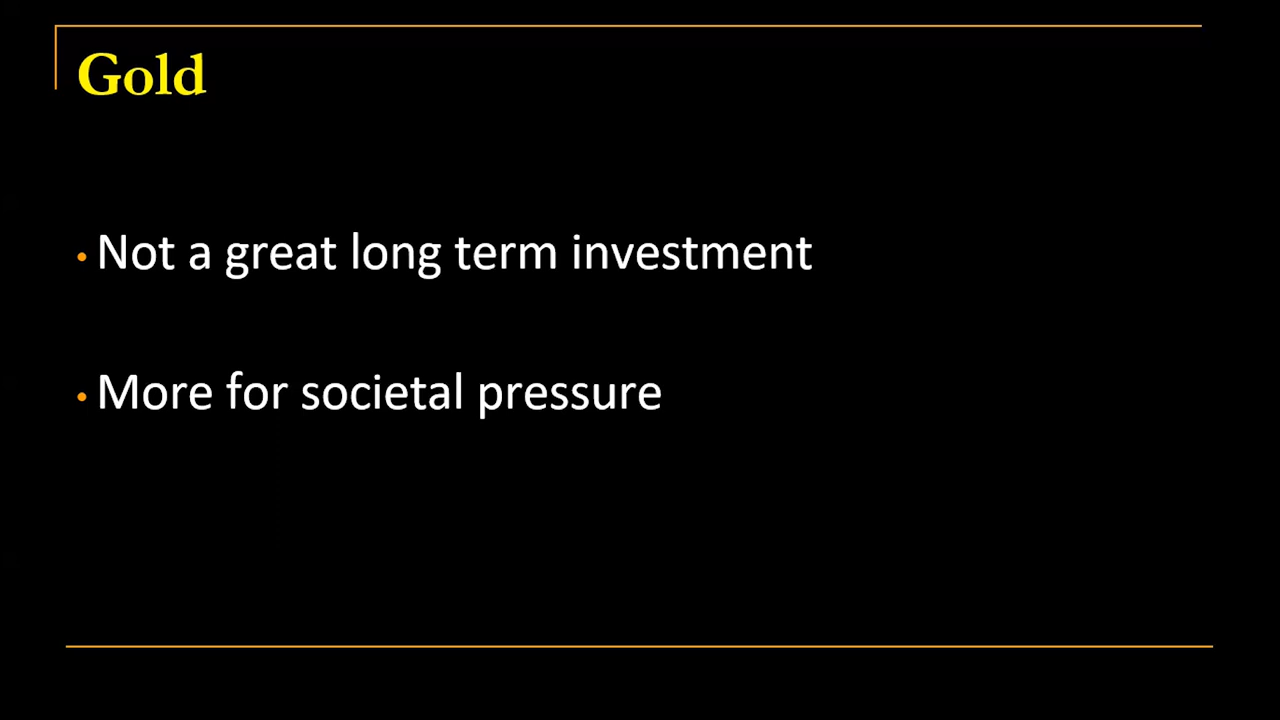 Gold
• Not a great long term investment
• More for societal pressure